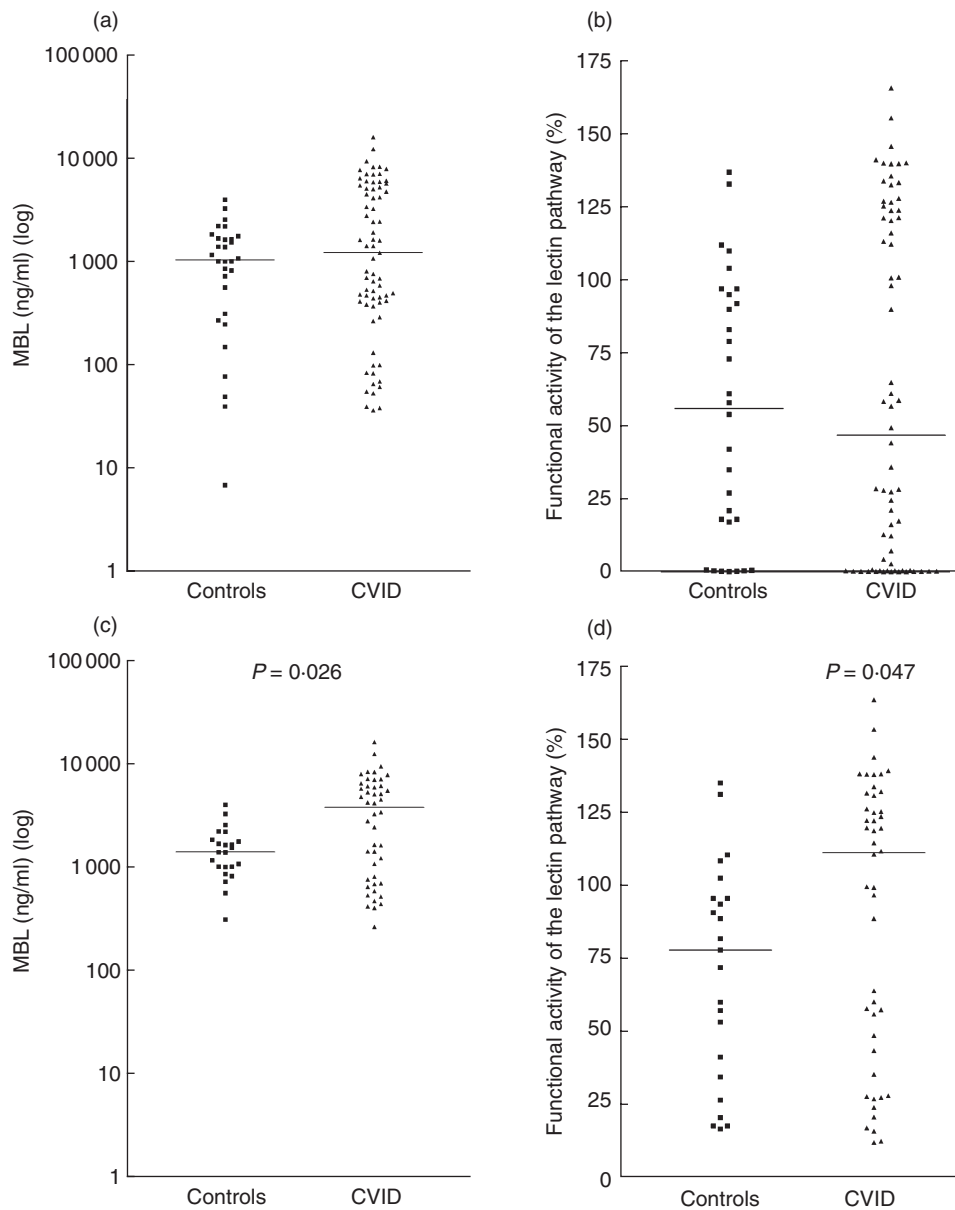 (a)
100 000
10 000
1 000
100
10
1
MBL (ng/ml) (log)
Controls
CVID
(b)
175
150
125
100
75
50
25
0
Functional activity of the lectin pathway (%)
Controls
CVID
(c)
P = 0·026
100 000
10 000
1 000
100
10
1
MBL (ng/ml) (log)
Controls
CVID
(d)
P = 0·047
175
150
125
100
75
50
25
0
Functional activity of the lectin pathway (%)
Controls
CVID